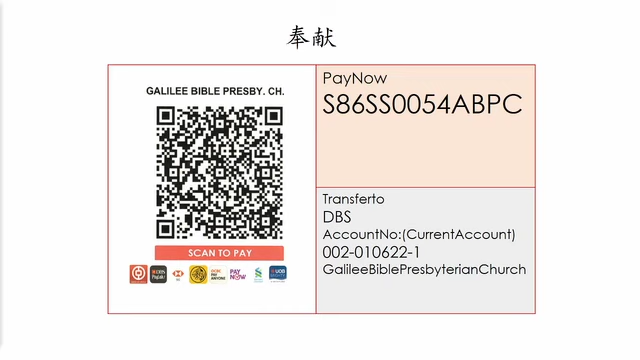 奉献
GALILEE BIBLE PRESBY. CH.
SCAN TO PAY
PayNow
S86SS0054ABPC
Transferto
DBS
AccountNo:(CurrentAccount)
002-010622-1
GalileeBiblePresbyterianChurch
PAY
NOW
UOB